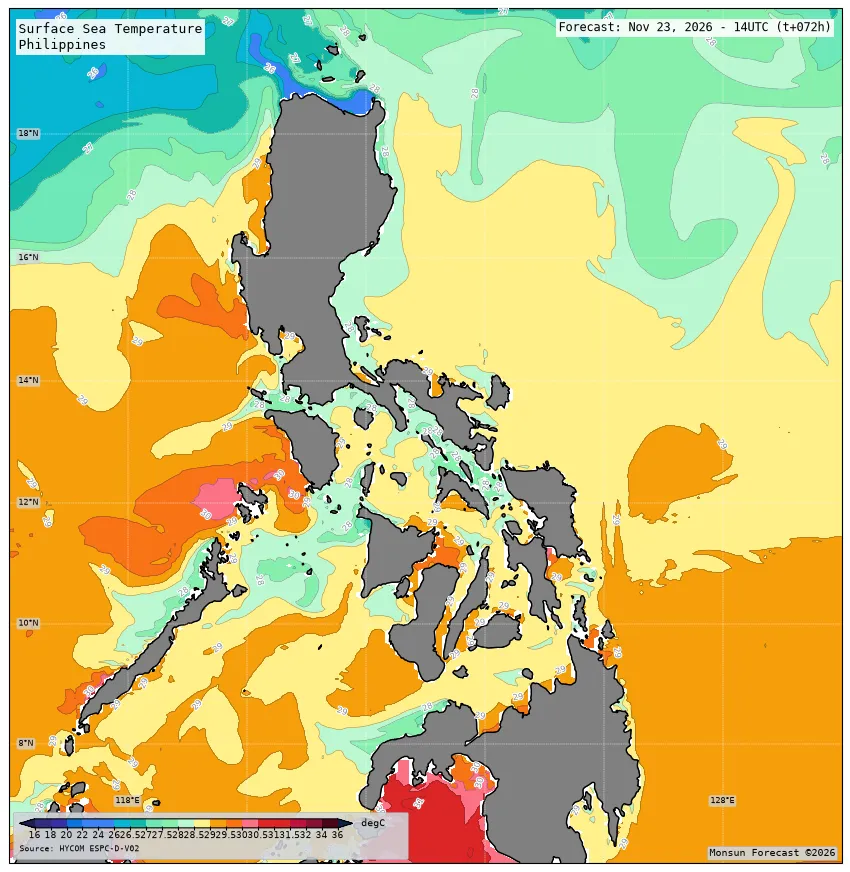 Surface Sea Temperature
Philippines
Forecast: Nov 23, 2026 - 14UTC (t+072h)
18°N
16°N
14°N
12°N
10°N
8°N
118°E
128°E
16 18 20 22 24 26 26.5 27 27.5 28 28.5 29 29.5 30 30.5 31 31.5 32 34 36
degC
Source: HYCOM ESPC-D-V02
Monsun Forecast ©2026